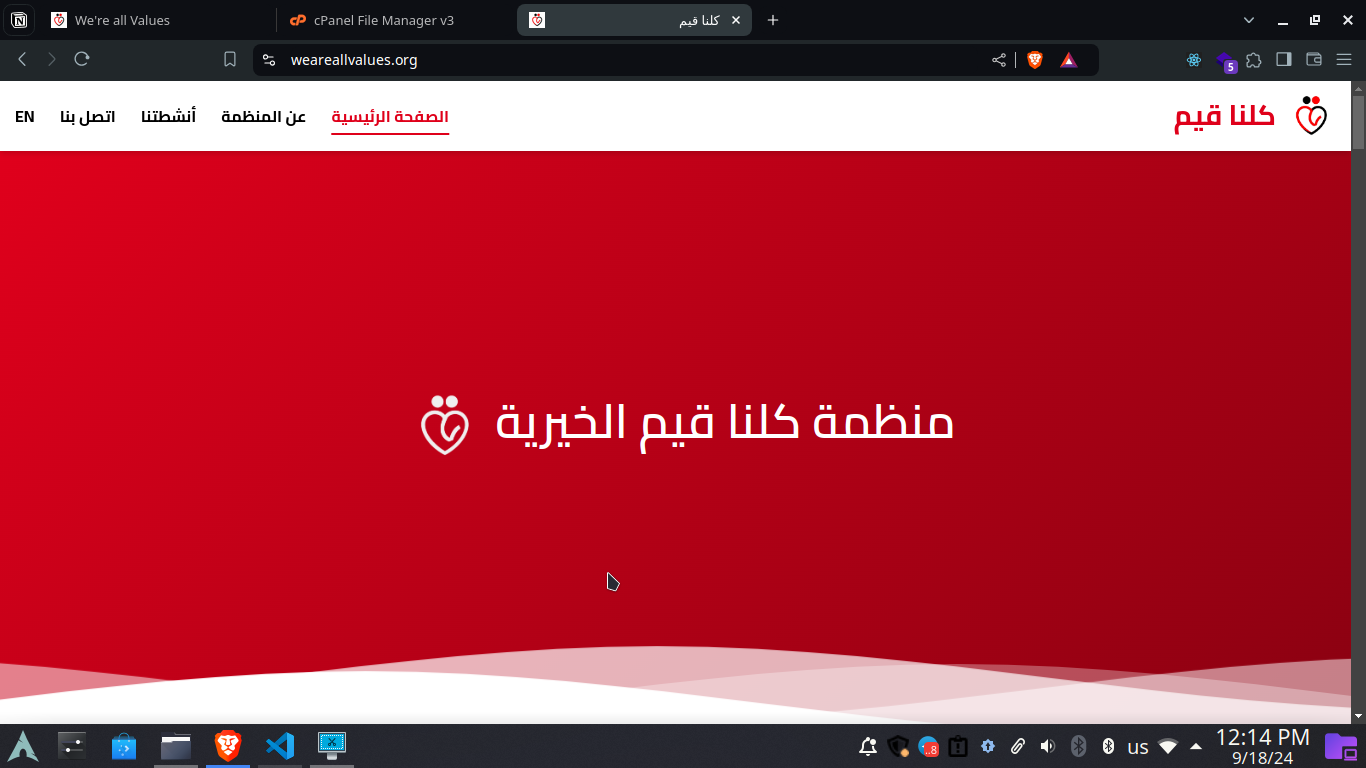 We're all Values
cPanel File Manager v3
كلنا قيم
weareallvalues.org
5
كلنا قيم
الصفحة الرئيسية
عن المنظمة
أنشطتنا
اتصل بنا
EN
منظمة كلنا قيم الخيرية
..8
us
12:14 PM
9/18/24